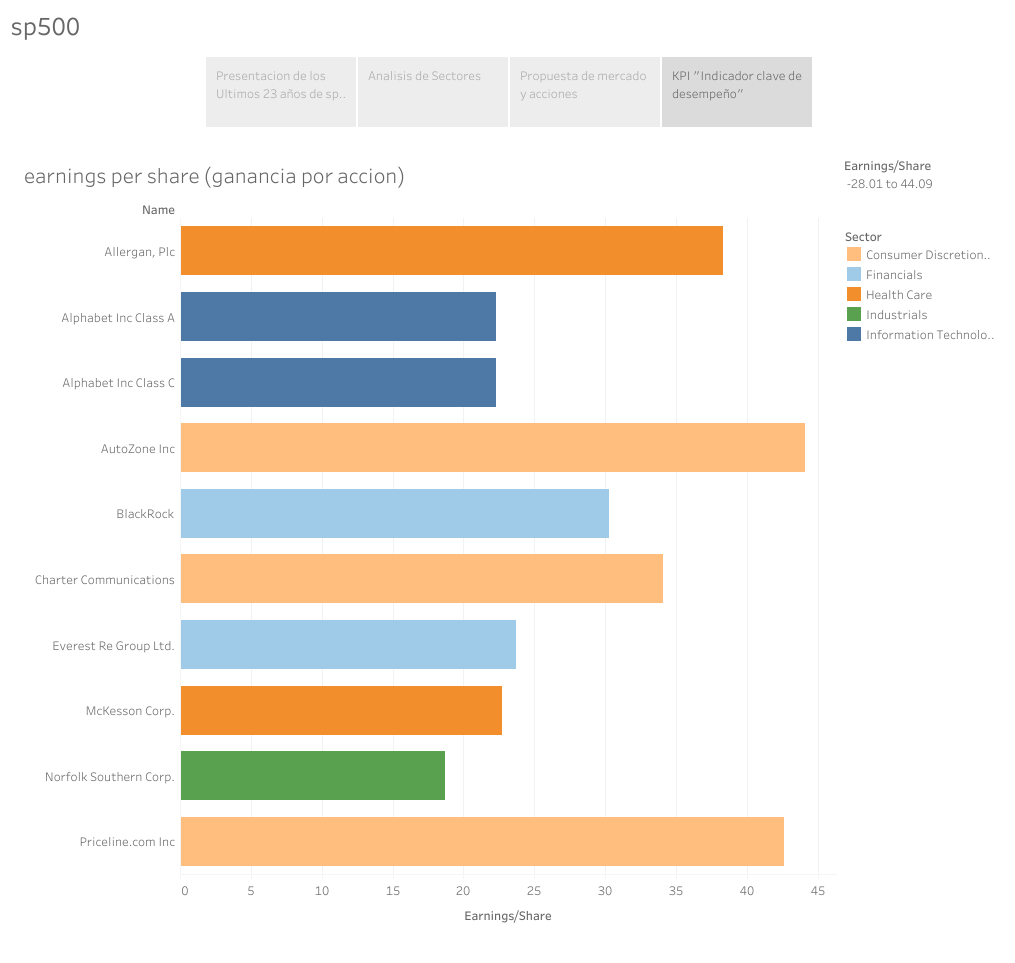 sp500
Presentacion de los
Ultimos 23 años de sp..
Analisis de Sectores
Propuesta de mercado
y acciones
KPI "Indicador clave de
desempeño"
earnings per share (ganancia por accion)
Earnings/Share
-28.01 to 44.09
Name
Allergan, Plc
Alphabet Inc Class A
Alphabet Inc Class C
AutoZone Inc
BlackRock
Charter Communications
Everest Re Group Ltd.
McKesson Corp.
Norfolk Southern Corp.
Priceline.com Inc
0 5 10 15 20 25 30 35 40 45
Earnings/Share
Sector
Consumer Discretion..
Financials
Health Care
Industrials
Information Technolo..